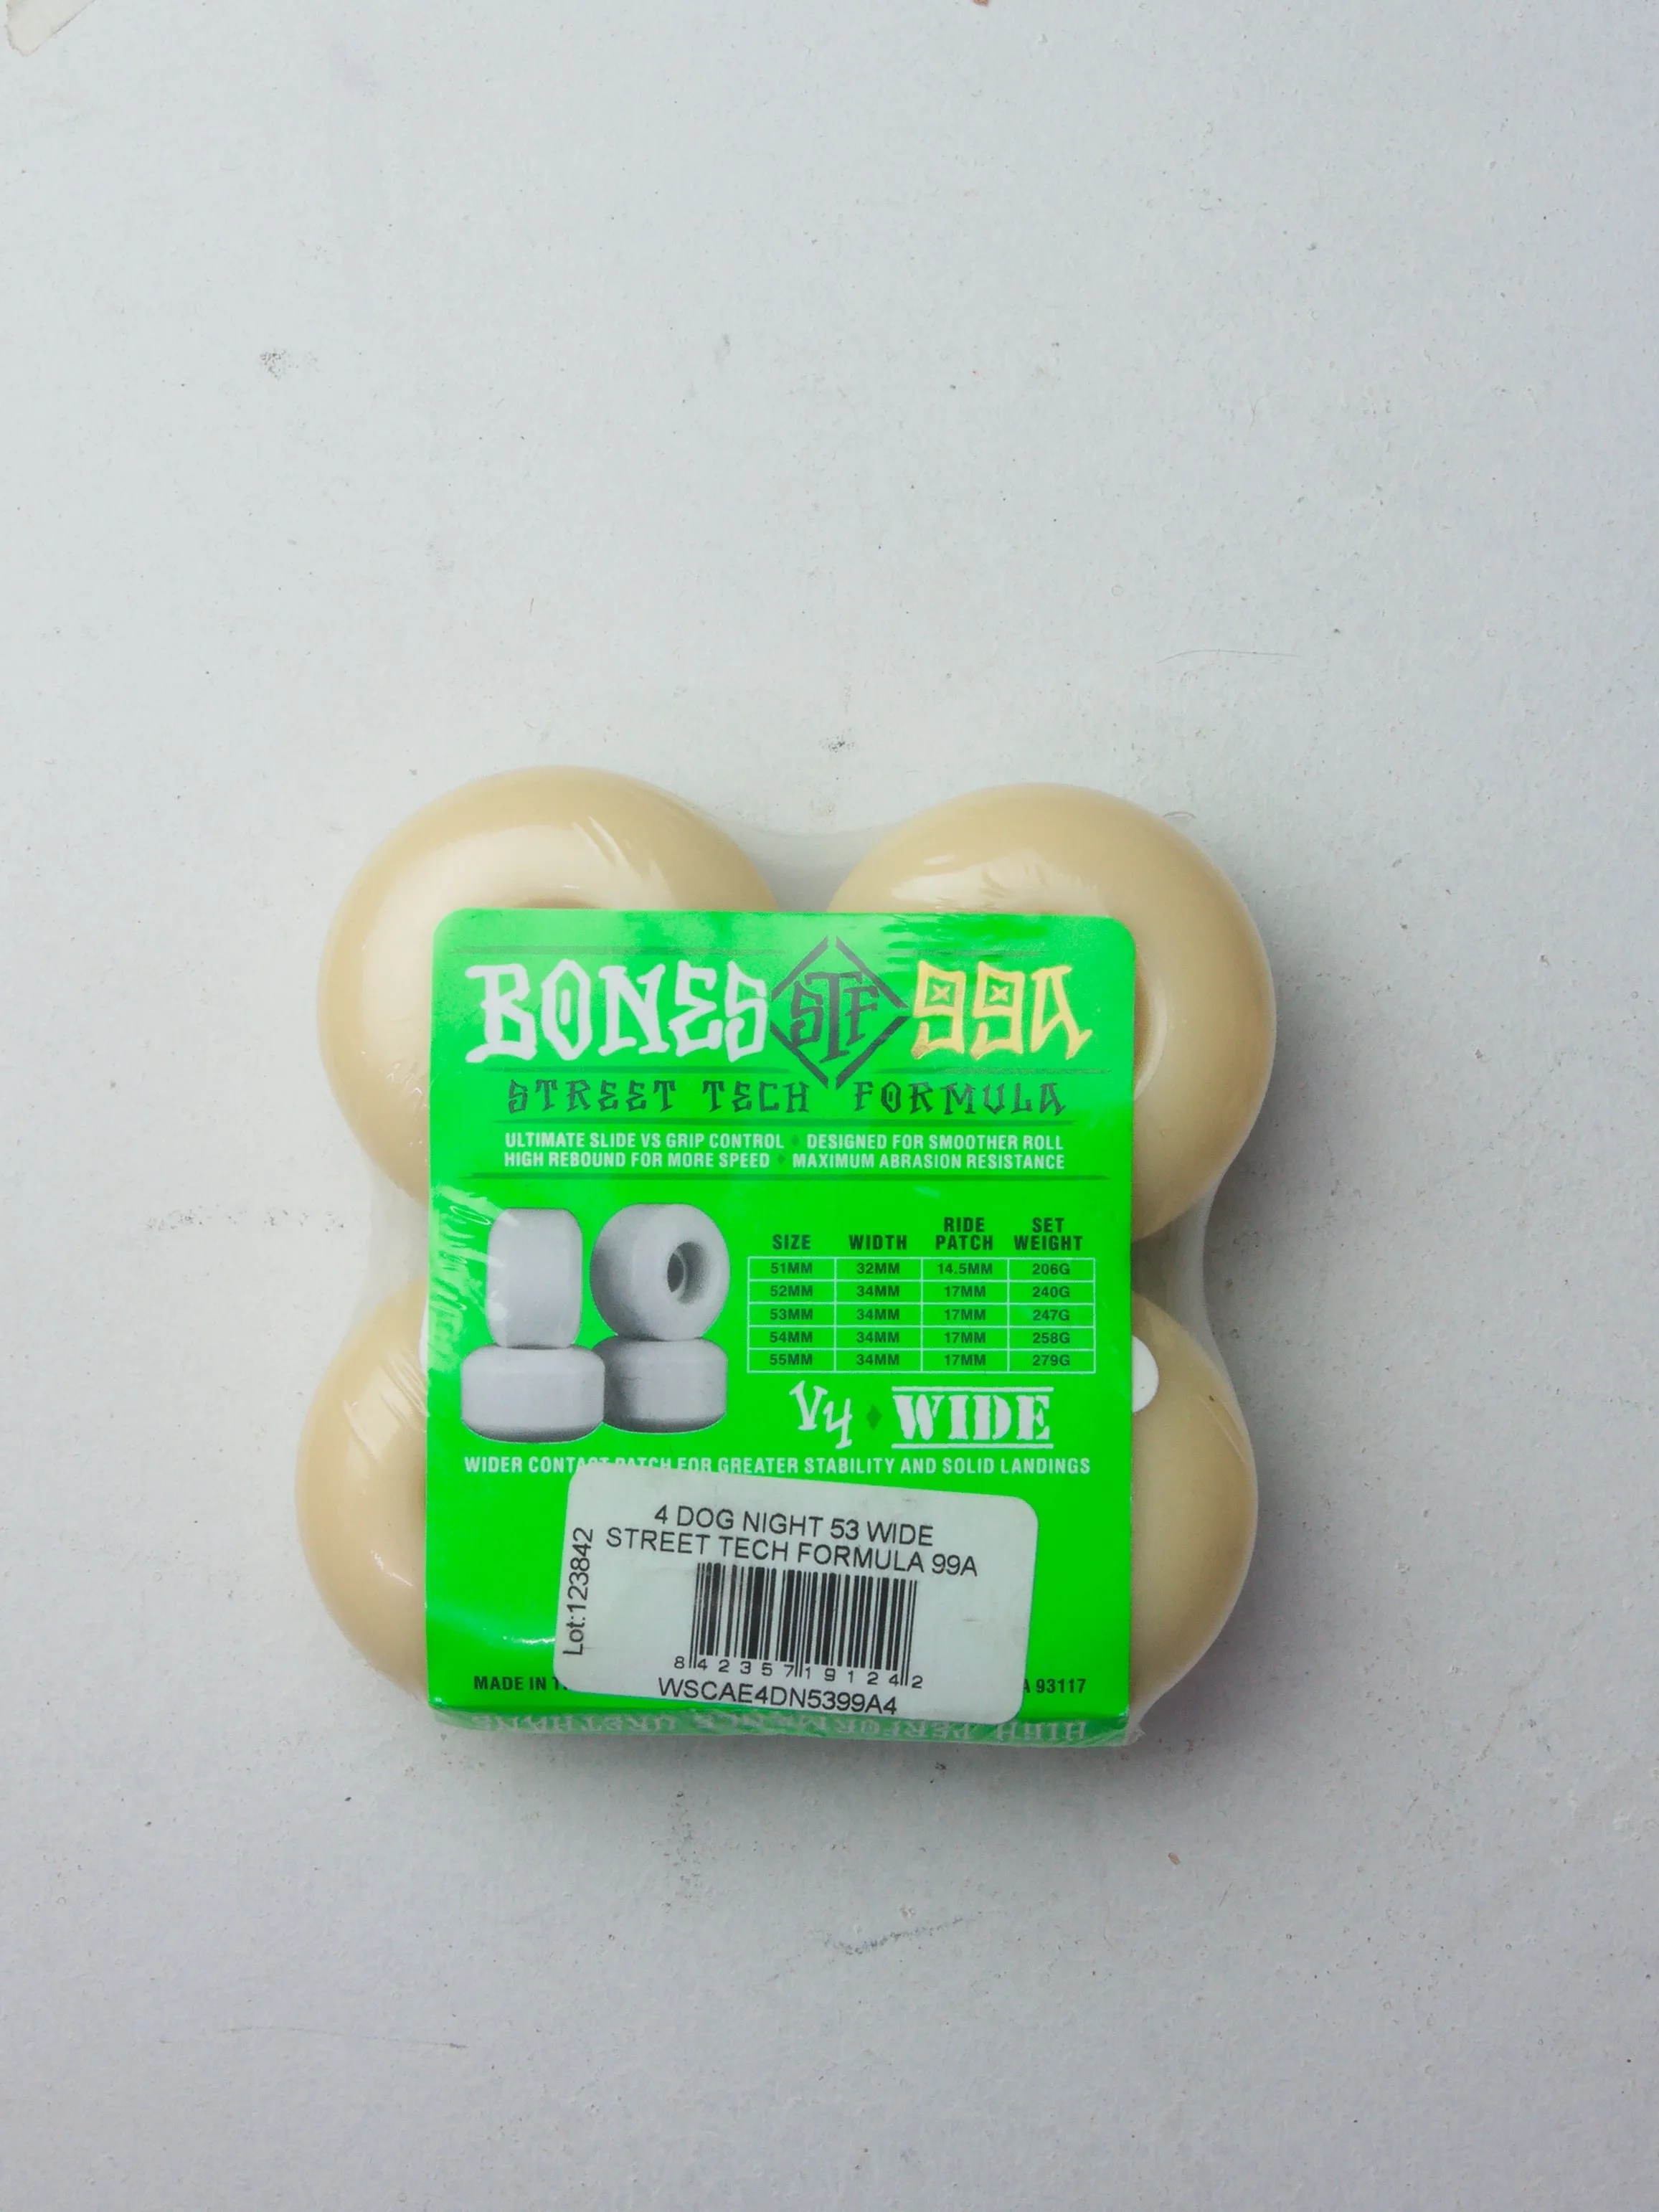 BONES STF 99A
STREET TECH FORMULA
ULTIMATE SLIDE VS GRIP CONTROL ♦ DESIGNED FOR SMOOTHER ROLL
HIGH REBOUND FOR MORE SPEED ♦ MAXIMUM ABRASION RESISTANCE
SIZE WIDTH RIDE PATCH SET WEIGHT
51MM 32MM 14.5MM 206G
52MM 34MM 17MM 240G
53MM 34MM 17MM 247G
54MM 34MM 17MM 258G
55MM 34MM 17MM 279G
V4 ♦ WIDE
WIDER CONTACT PATCH FOR GREATER STABILITY AND SOLID LANDINGS
4 DOG NIGHT 53 WIDE
STREET TECH FORMULA 99A
Lot:123842
8 42357 19124 2
WSCAE4DN5399A4
MADE IN 93117
HIGH PERFORMANCE URETHANE